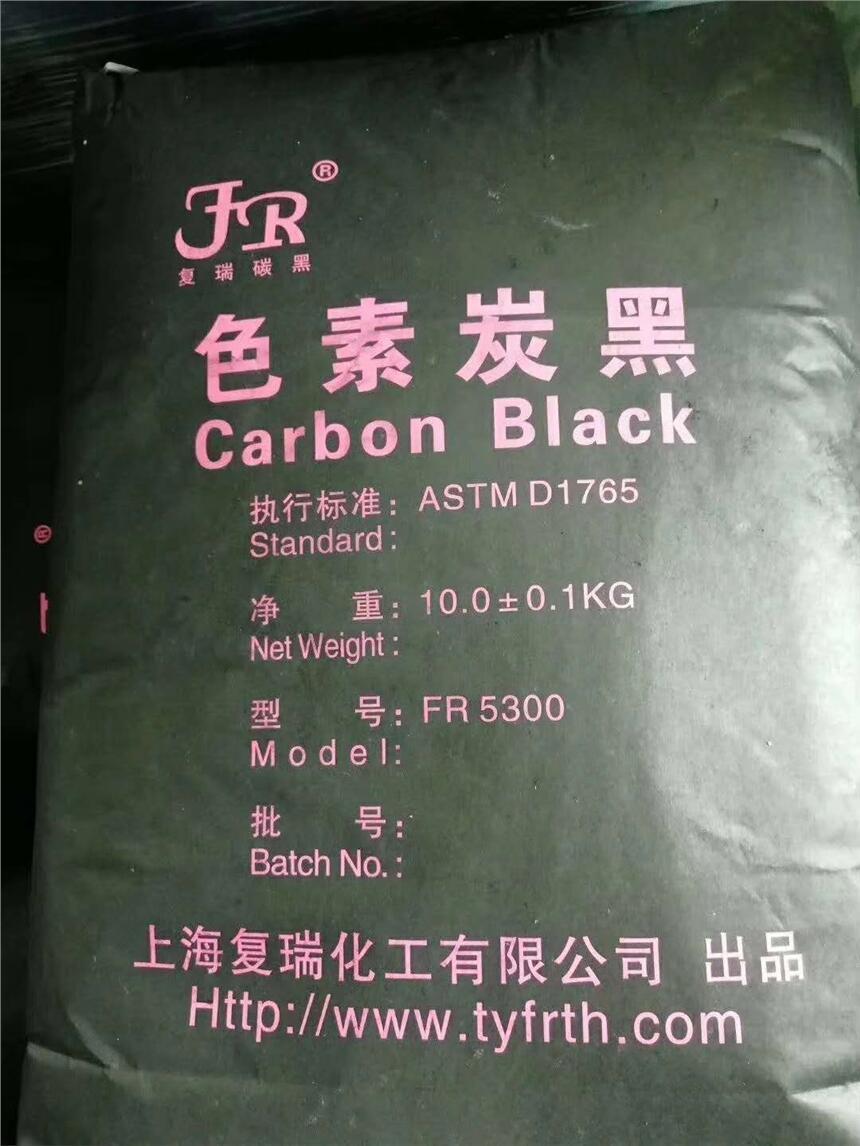 FR®
复瑞碳黑
色素炭黑
Carbon Black
执行标准: ASTM D1765
Standard:
净 重: 10.0±0.1KG
Net Weight:
型 号: FR 5300
Model:
批 号:
Batch No.:
上海复瑞化工有限公司 出品
Http://www.tyfrth.com
®